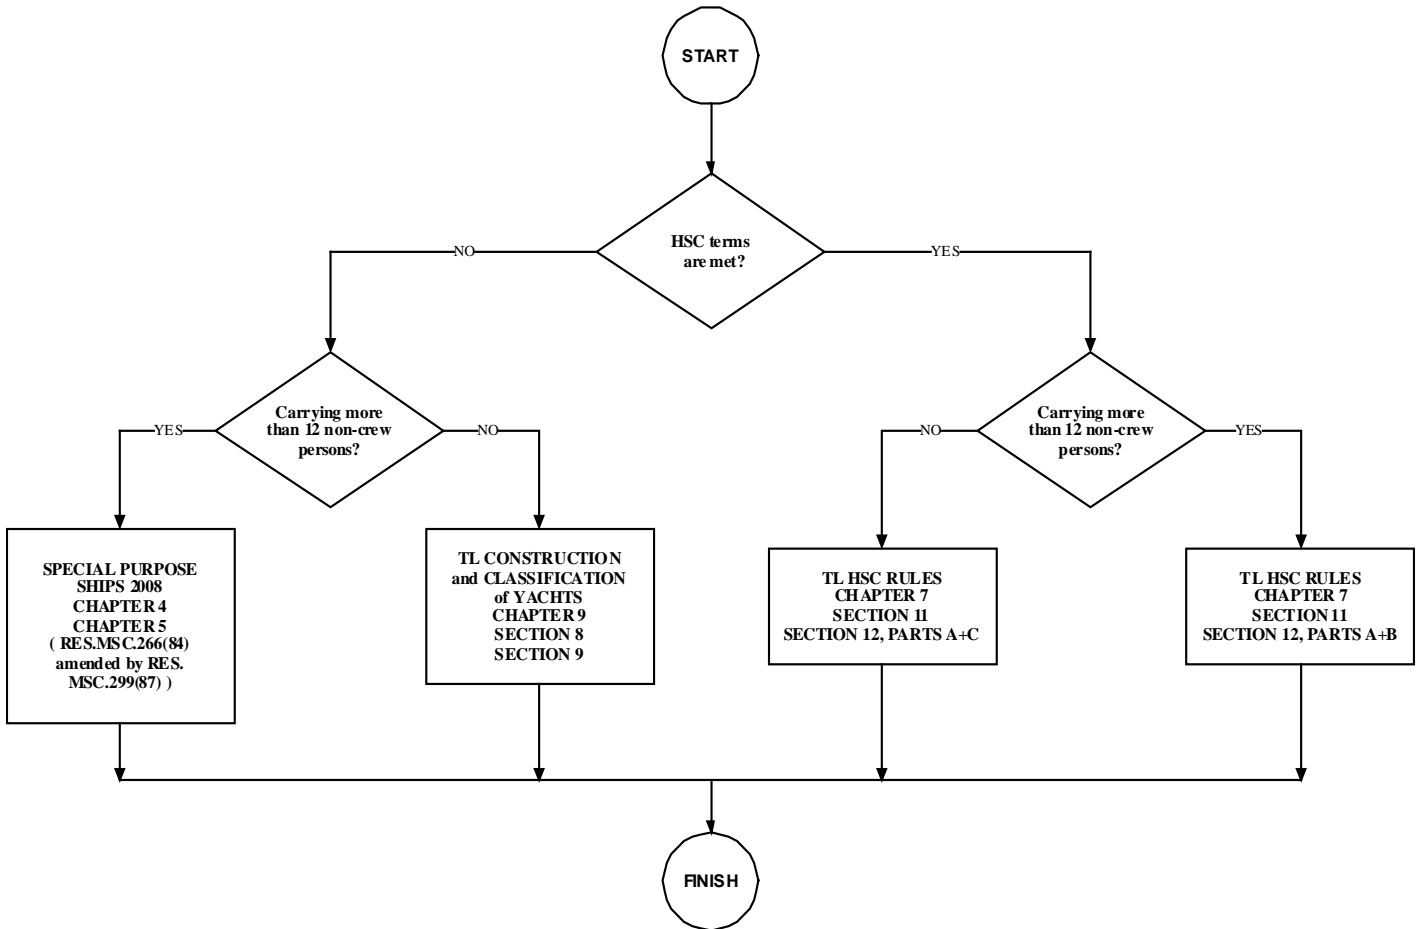 START
HSC terms
are met?
NO
YES
Carrying more
than 12 non-crew
persons?
YES
NO
Carrying more
than 12 non-crew
persons?
NO
YES
SPECIAL PURPOSE
SHIPS 2008
CHAPTER 4
CHAPTER 5
( RES.MSC.266(84)
amended by RES.
MSC.299(87) )
TL CONSTRUCTION
and CLASSIFICATION
of YACHTS
CHAPTER 9
SECTION 8
SECTION 9
TL HSC RULES
CHAPTER 7
SECTION 11
SECTION 12, PARTS A+C
TL HSC RULES
CHAPTER 7
SECTION 11
SECTION 12, PARTS A+B
FINISH